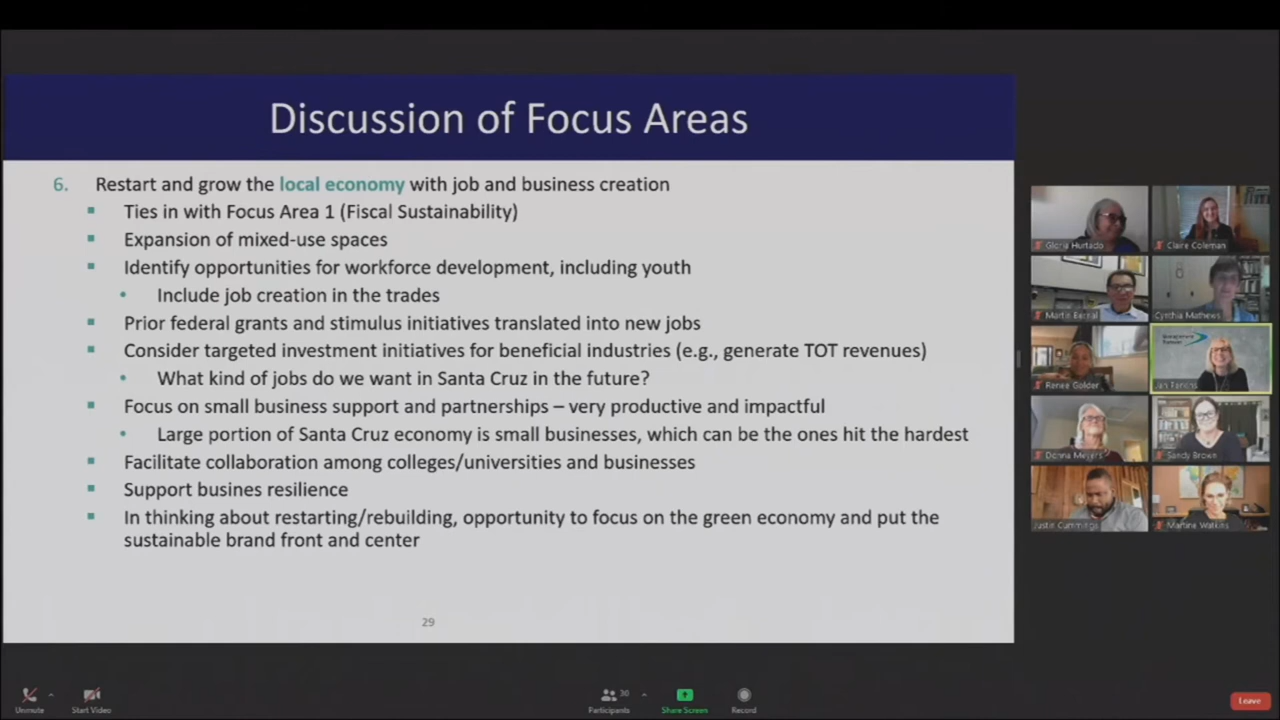 Discussion of Focus Areas
6. Restart and grow the local economy with job and business creation
▪ Ties in with Focus Area 1 (Fiscal Sustainability)
▪ Expansion of mixed-use spaces
▪ Identify opportunities for workforce development, including youth
• Include job creation in the trades
▪ Prior federal grants and stimulus initiatives translated into new jobs
▪ Consider targeted investment initiatives for beneficial industries (e.g., generate TOT revenues)
• What kind of jobs do we want in Santa Cruz in the future?
▪ Focus on small business support and partnerships – very productive and impactful
• Large portion of Santa Cruz economy is small businesses, which can be the ones hit the hardest
▪ Facilitate collaboration among colleges/universities and businesses
▪ Support busines resilience
▪ In thinking about restarting/rebuilding, opportunity to focus on the green economy and put the
sustainable brand front and center
29
Gloria Hurtado
Claire Coleman
Martin Bernal
Cynthia Mathews
Renee Golder
Management
Partners
Jan Perkins
Donna Meyers
Sandy Brown
Justin Cummings
Martine Watkins
Unmute
Start Video
30
Participants
Share Screen
Record
Leave